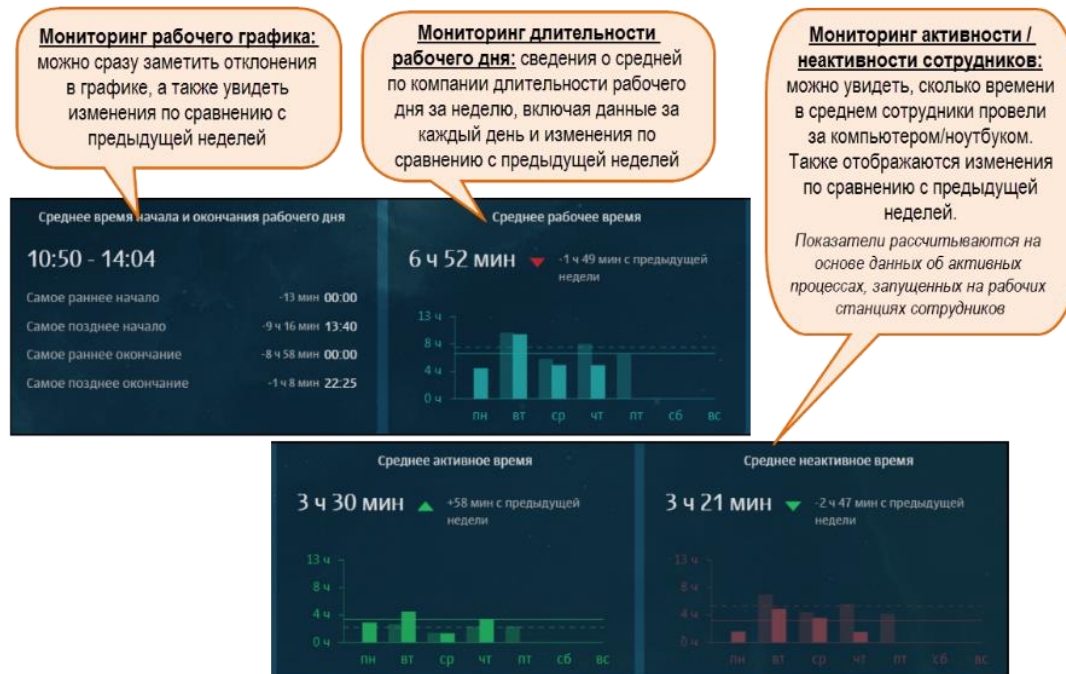 Мониторинг рабочего графика:
можно сразу заметить отклонения
в графике, а также увидеть
изменения по сравнению с
предыдущей неделей
Мониторинг длительности
рабочего дня: сведения о средней
по компании длительности рабочего
дня за неделю, включая данные за
каждый день и изменения по
сравнению с предыдущей неделей
Мониторинг активности /
неактивности сотрудников:
можно увидеть, сколько времени
в среднем сотрудники провели
за компьютером/ноутбуком.
Также отображаются изменения
по сравнению с предыдущей
неделей.
Показатели рассчитываются на
основе данных об активных
процессах, запущенных на рабочих
станциях сотрудников
Среднее время начала и окончания рабочего дня
10:50 - 14:04
Самое раннее начало -13 мин 00:00
Самое позднее начало -9 ч 16 мин 13:40
Самое раннее окончание -8 ч 58 мин 00:00
Самое позднее окончание -1 ч 8 мин 22:25
Среднее рабочее время
6 ч 52 мин -1 ч 49 мин с предыдущей
недели
13 ч
8 ч
4 ч
0 ч
пн вт ср чт пт сб вс
Среднее активное время
3 ч 30 мин +58 мин с предыдущей
недели
13 ч
8 ч
4 ч
0 ч
пн вт ср чт пт сб вс
Среднее неактивное время
3 ч 21 мин -2 ч 47 мин с предыдущей
недели
13 ч
8 ч
4 ч
0 ч
пн вт ср чт пт сб вс